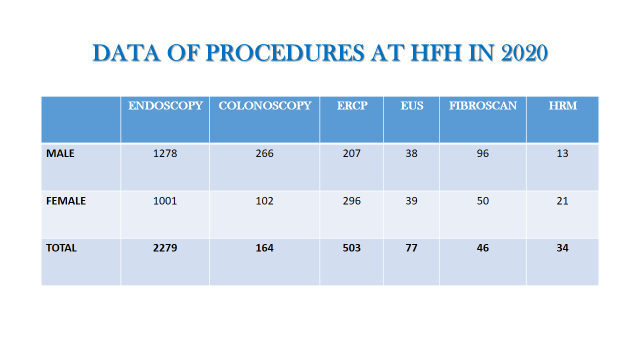 DATA OF PROCEDURES AT HFH IN 2020
ENDOSCOPY COLONOSCOPY ERCP EUS FIBROSCAN HRM
MALE 1278 266 207 38 96 13
FEMALE 1001 102 296 39 50 21
TOTAL 2279 164 503 77 46 34